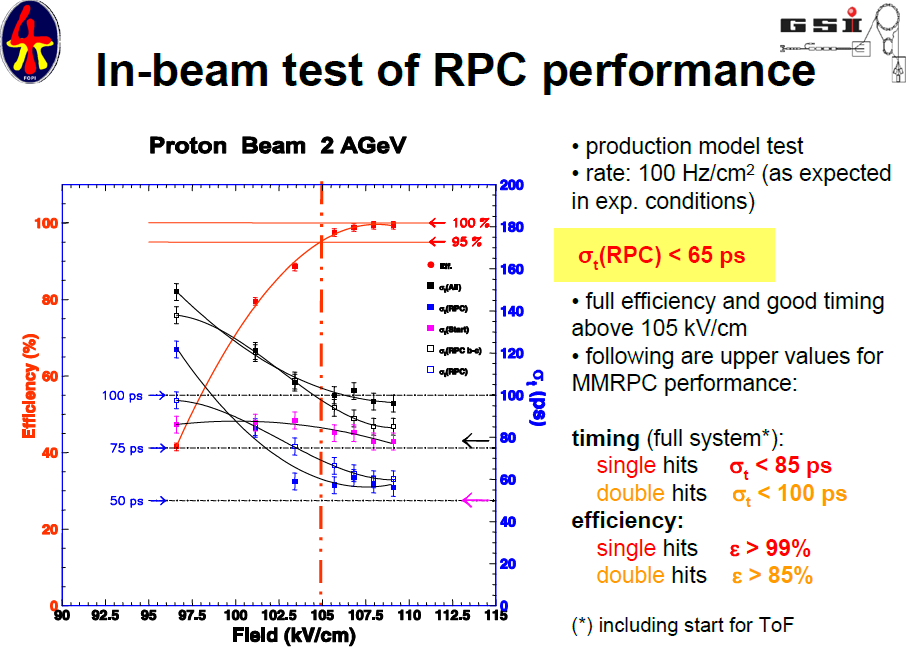 FOPI
GSI
In-beam test of RPC performance
Proton Beam 2 AGeV
200
180
160
140
120
100
80
60
40
20
0
σt (ps)
100
80
60
40
20
0
Efficiency (%)
100 %
95 %
Eff.
σt(All)
σt(RPC)
σt(Start)
σt(RPC b-c)
σt(RPC)
100 ps
75 ps
50 ps
90 92.5 95 97.5 100 102.5 105 107.5 110 112.5 115
Field (kV/cm)
• production model test
• rate: 100 Hz/cm² (as expected
in exp. conditions)
σt(RPC) < 65 ps
• full efficiency and good timing
above 105 kV/cm
• following are upper values for
MMRPC performance:
timing (full system*):
single hits σt < 85 ps
double hits σt < 100 ps
efficiency:
single hits ε > 99%
double hits ε > 85%
(*) including start for ToF